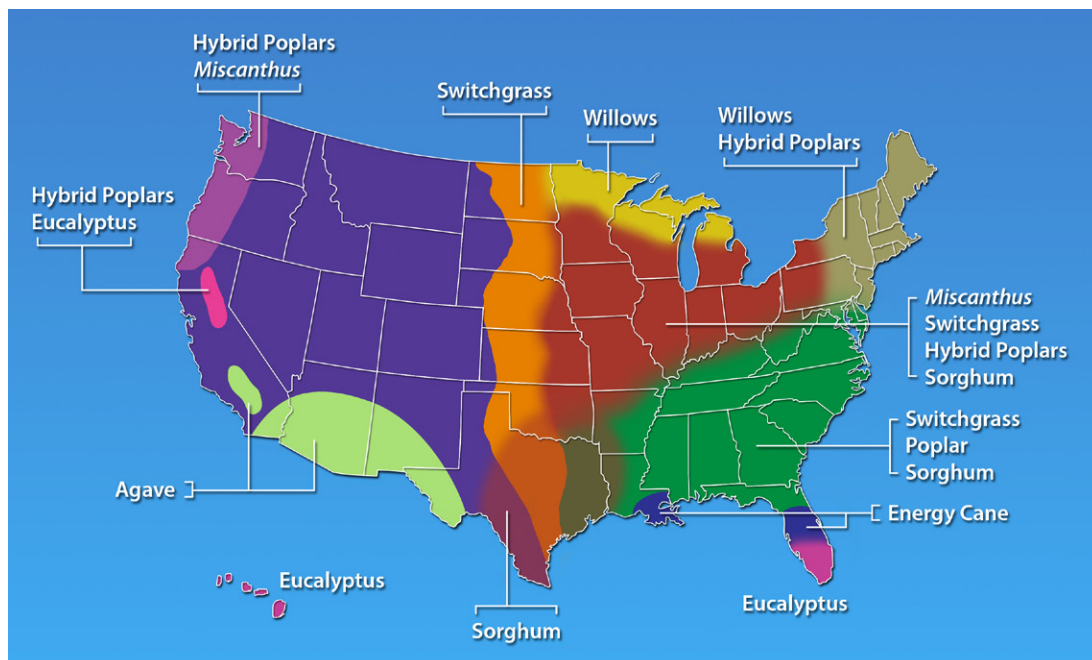 Hybrid Poplars
Miscanthus
Switchgrass
Willows
Willows
Hybrid Poplars
Hybrid Poplars
Eucalyptus
Miscanthus
Switchgrass
Hybrid Poplars
Sorghum
Switchgrass
Poplar
Sorghum
Agave
Energy Cane
Eucalyptus
Eucalyptus
Sorghum